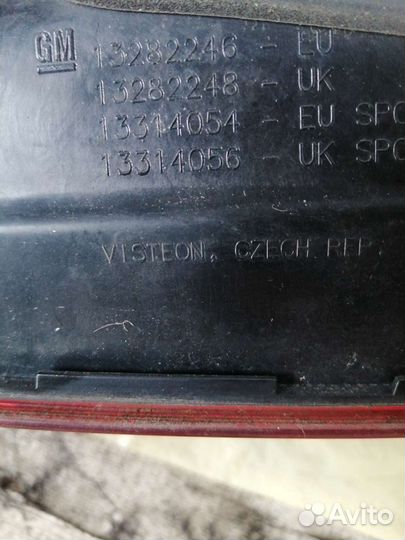 GM 13282246 - EU
13282248 - UK
13314054 - EU SPO
13314056 - UK SPO
VISTEON, CZECH REP
Avito